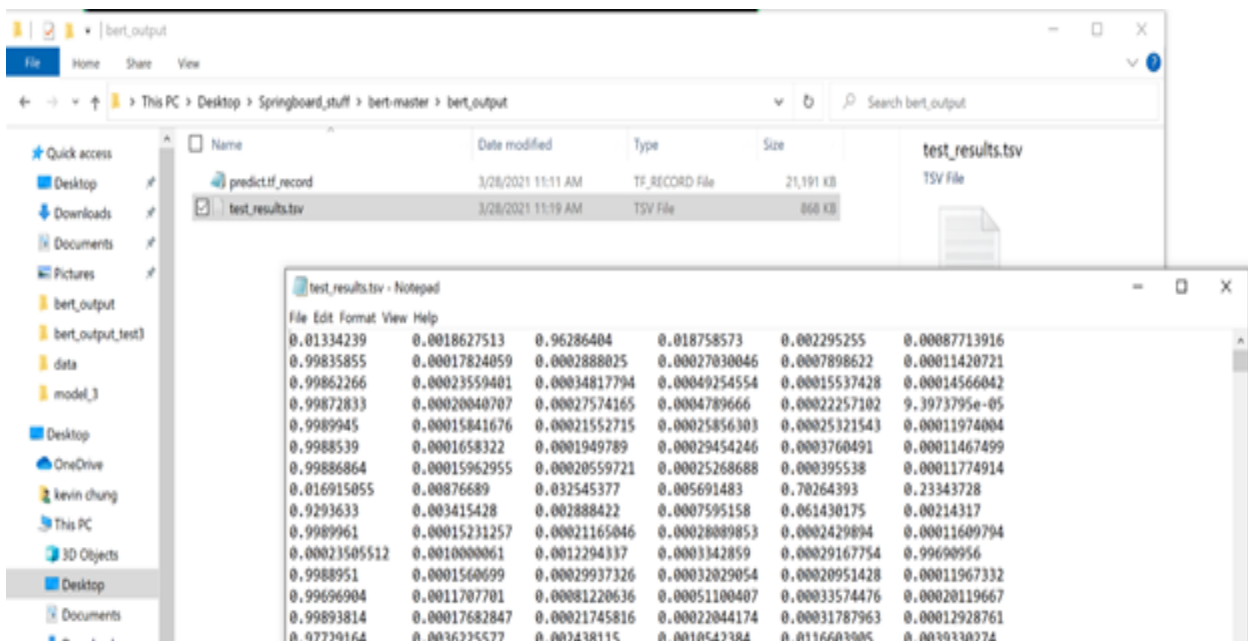 bert_output
File Home Share View
This PC > Desktop > Springboard_stuff > bert-master > bert_output
Search bert_output
Quick access
Desktop
Downloads
Documents
Pictures
bert_output
bert_output_test3
data
model_3
Desktop
OneDrive
kevin chung
This PC
3D Objects
Desktop
Documents
Name Date modified Type Size
predict.tf_record 3/28/2021 11:11 AM TF_RECORD File 21,191 KB
test_results.tsv 3/28/2021 11:19 AM TSV File 868 KB
test_results.tsv
TSV File
test_results.tsv - Notepad
File Edit Format View Help
0.01334239 0.0018627513 0.96286404 0.018758573 0.002295255 0.00087713916
0.99835855 0.00017824059 0.0002888025 0.00027030046 0.0007898622 0.00011420721
0.99862266 0.00023559401 0.00034817794 0.00049254554 0.00015537428 0.00014566042
0.99872833 0.00020040707 0.00027574165 0.0004789666 0.00022257102 9.3973795e-05
0.9989945 0.00015841676 0.00021552715 0.00025856303 0.00025321543 0.00011974004
0.9988539 0.0001658322 0.0001949789 0.00029454246 0.0003760491 0.00011467499
0.99886864 0.00015962955 0.00020559721 0.00025268688 0.000395538 0.00011774914
0.016915055 0.00876689 0.032545377 0.005691483 0.70264393 0.23343728
0.9293633 0.003415428 0.002888422 0.0007595158 0.061430175 0.00214317
0.9989961 0.00015231257 0.00021165046 0.00028089853 0.0002429894 0.00011609794
0.00023505512 0.0010000061 0.0012294337 0.0003342859 0.00029167754 0.99690956
0.9988951 0.0001560699 0.00029937326 0.00032029054 0.00020951428 0.00011967332
0.99696904 0.0011707701 0.00081220636 0.00051100407 0.00033574476 0.00020119667
0.99893814 0.00017682847 0.00021745816 0.00022044174 0.00031787963 0.00012928761
0.97729164 0.0036225577 0.002438115 0.0010542384 0.0116603905 0.0039330274